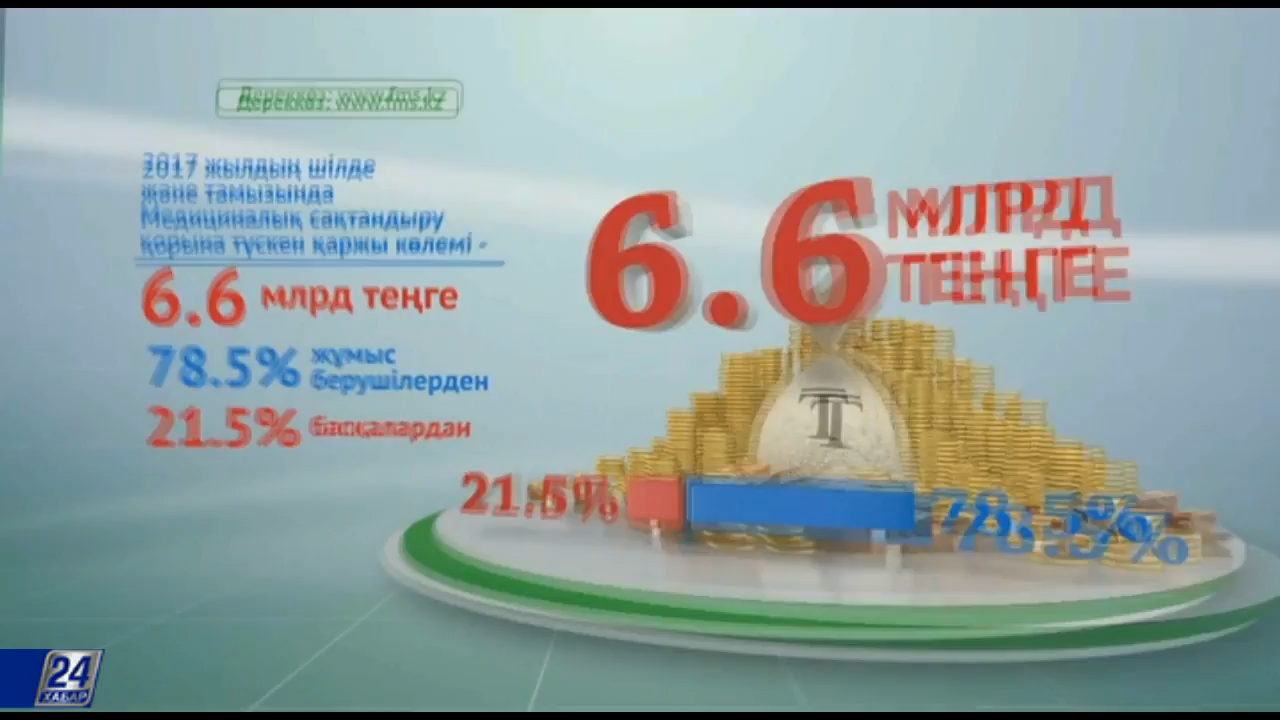 Дереккөз: www.fms.kz
2017 жылдың шілде
және тамызында
Медициналық сақтандыру
қорына түскен қаржы көлемі -
6.6 млрд теңге
78.5% жұмыс
берушілерден
21.5% басқалардан
6.6 МЛРД
ТЕҢГЕ
21.5%
78.5%
24
ХАБАР